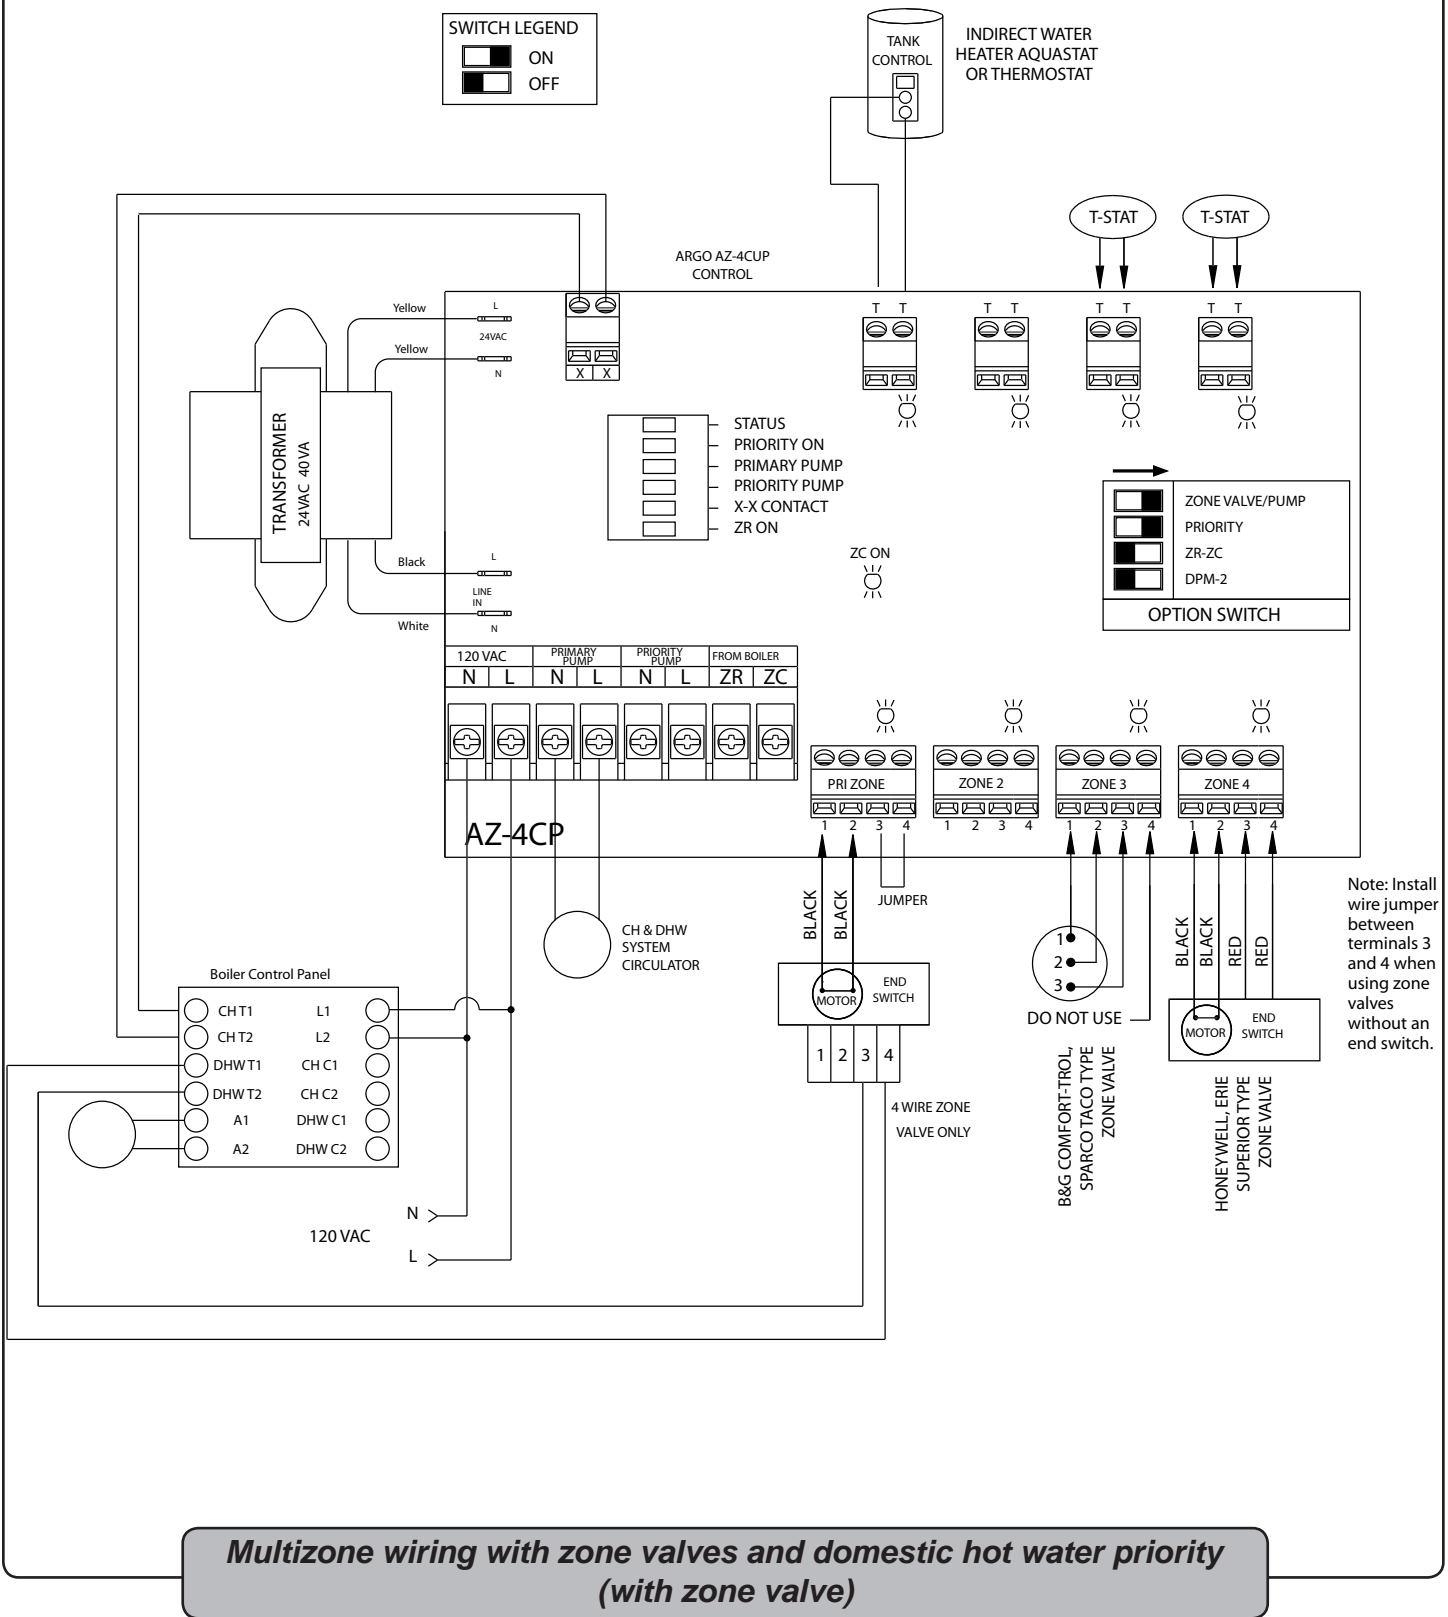 SWITCH LEGEND
ON
OFF
TANK
CONTROL
INDIRECT WATER
HEATER AQUASTAT
OR THERMOSTAT
T-STAT
T-STAT
ARGO AZ-4CUP
CONTROL
Yellow
L
24VAC
Yellow
N
X X
T T
T T
T T
T T
TRANSFORMER
24VAC 40 VA
STATUS
PRIORITY ON
PRIMARY PUMP
PRIORITY PUMP
X-X CONTACT
ZR ON
ZONE VALVE/PUMP
PRIORITY
ZR-ZC
DPM-2
OPTION SWITCH
ZC ON
Black
L
LINE
IN
White
N
120 VAC
PRIMARY
PUMP
PRIORITY
PUMP
FROM BOILER
N L N L N L ZR ZC
PRI ZONE
1 2 3 4
ZONE 2
1 2 3 4
ZONE 3
1 2 3 4
ZONE 4
1 2 3 4
AZ-4CP
BLACK
BLACK
JUMPER
CH & DHW
SYSTEM
CIRCULATOR
MOTOR
END
SWITCH
1 2 3 4
4 WIRE ZONE
VALVE ONLY
1
2
3
DO NOT USE
B&G COMFORT-TROL,
SPARCO TACO TYPE
ZONE VALVE
BLACK
BLACK
RED
RED
MOTOR
END
SWITCH
HONEYWELL, ERIE
SUPERIOR TYPE
ZONE VALVE
Note: Install
wire jumper
between
terminals 3
and 4 when
using zone
valves
without an
end switch.
Boiler Control Panel
CH T1 L1
CH T2 L2
DHW T1 CH C1
DHW T2 CH C2
A1 DHW C1
A2 DHW C2
N
120 VAC
L
Multizone wiring with zone valves and domestic hot water priority
(with zone valve)